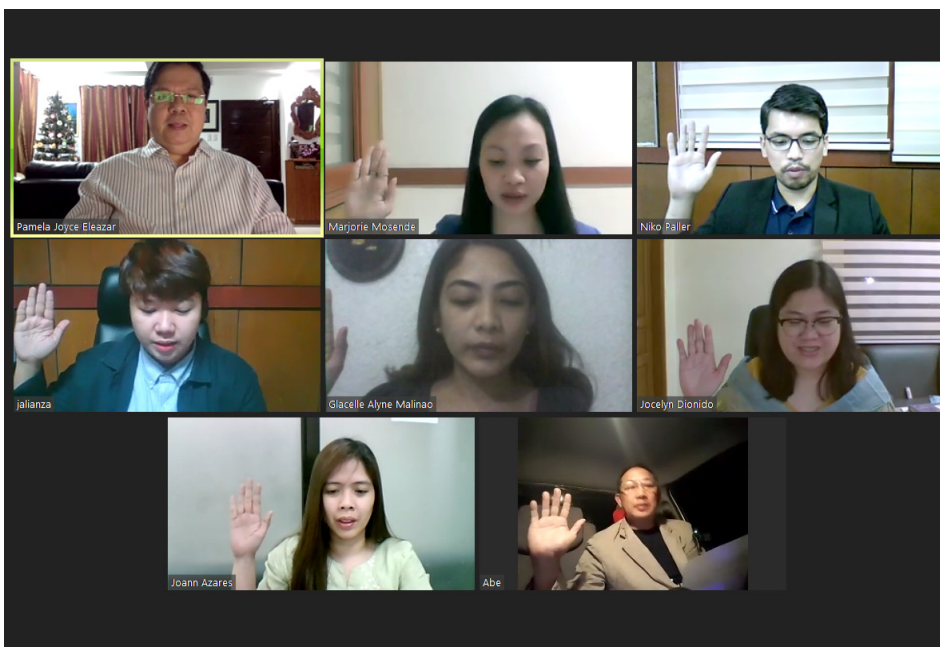 Pamela Joyce Eleazar
Marjorie Mosende
Niko Paller
jalianza
Glacelle Alyne Malinao
Jocelyn Dionido
Joann Azares
Abe